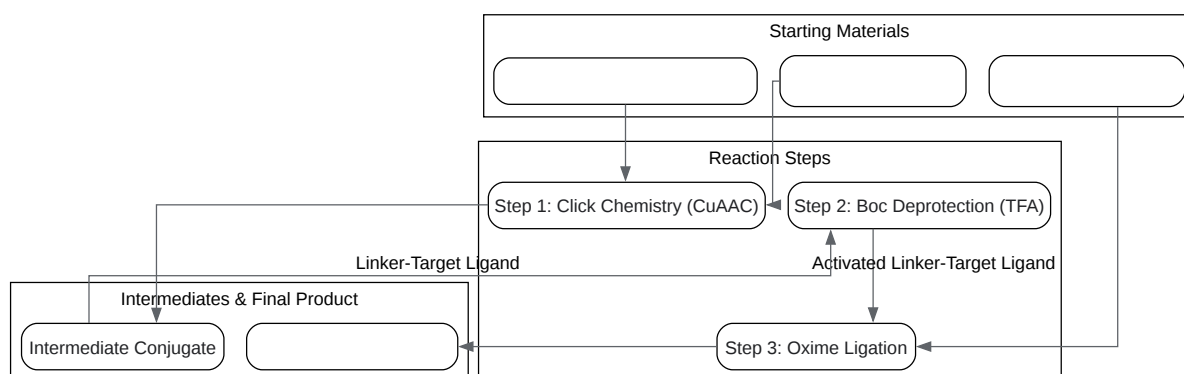 Starting Materials
Reaction Steps
Step 1: Click Chemistry (CuAAC)
Step 2: Boc Deprotection (TFA)
Linker-Target Ligand
Activated Linker-Target Ligand
Intermediates & Final Product
Intermediate Conjugate
Step 3: Oxime Ligation